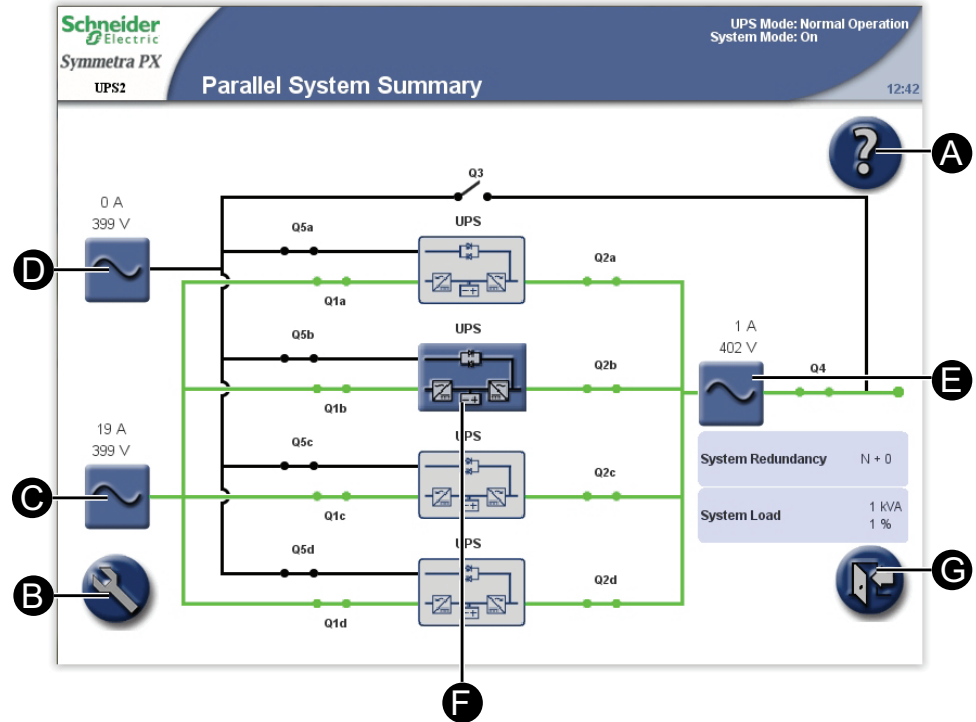 Schneider
Electric
Symmetra PX
UPS2
Parallel System Summary
UPS Mode: Normal Operation
System Mode: On
12:42
A
Q3
0 A
399 V
D
Q5a
UPS
Q2a
Q1a
Q5b
UPS
Q2b
Q1b
1 A
402 V
Q4
E
19 A
399 V
C
Q5c
UPS
Q2c
Q1c
System Redundancy N + 0
System Load 1 kVA
1 %
Q5d
UPS
Q2d
Q1d
B
G
F